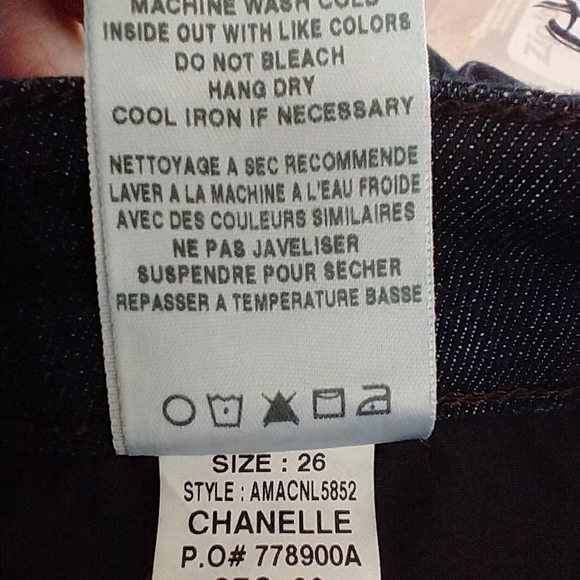 MACHINE WASH COLD
INSIDE OUT WITH LIKE COLORS
DO NOT BLEACH
HANG DRY
COOL IRON IF NECESSARY
NETTOYAGE A SEC RECOMMENDE
LAVER A LA MACHINE A L'EAU FROIDE
AVEC DES COULEURS SIMILAIRES
NE PAS JAVELISER
SUSPENDRE POUR SECHER
REPASSER A TEMPERATURE BASSE
SIZE : 26
STYLE : AMACNL5852
CHANELLE
P.O# 778900A